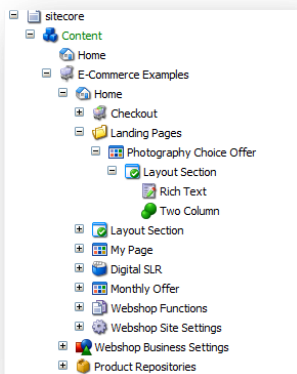 sitecore
Content
Home
E-Commerce Examples
Home
Checkout
Landing Pages
Photography Choice Offer
Layout Section
Rich Text
Two Column
Layout Section
My Page
Digital SLR
Monthly Offer
Webshop Functions
Webshop Site Settings
Webshop Business Settings
Product Repositories